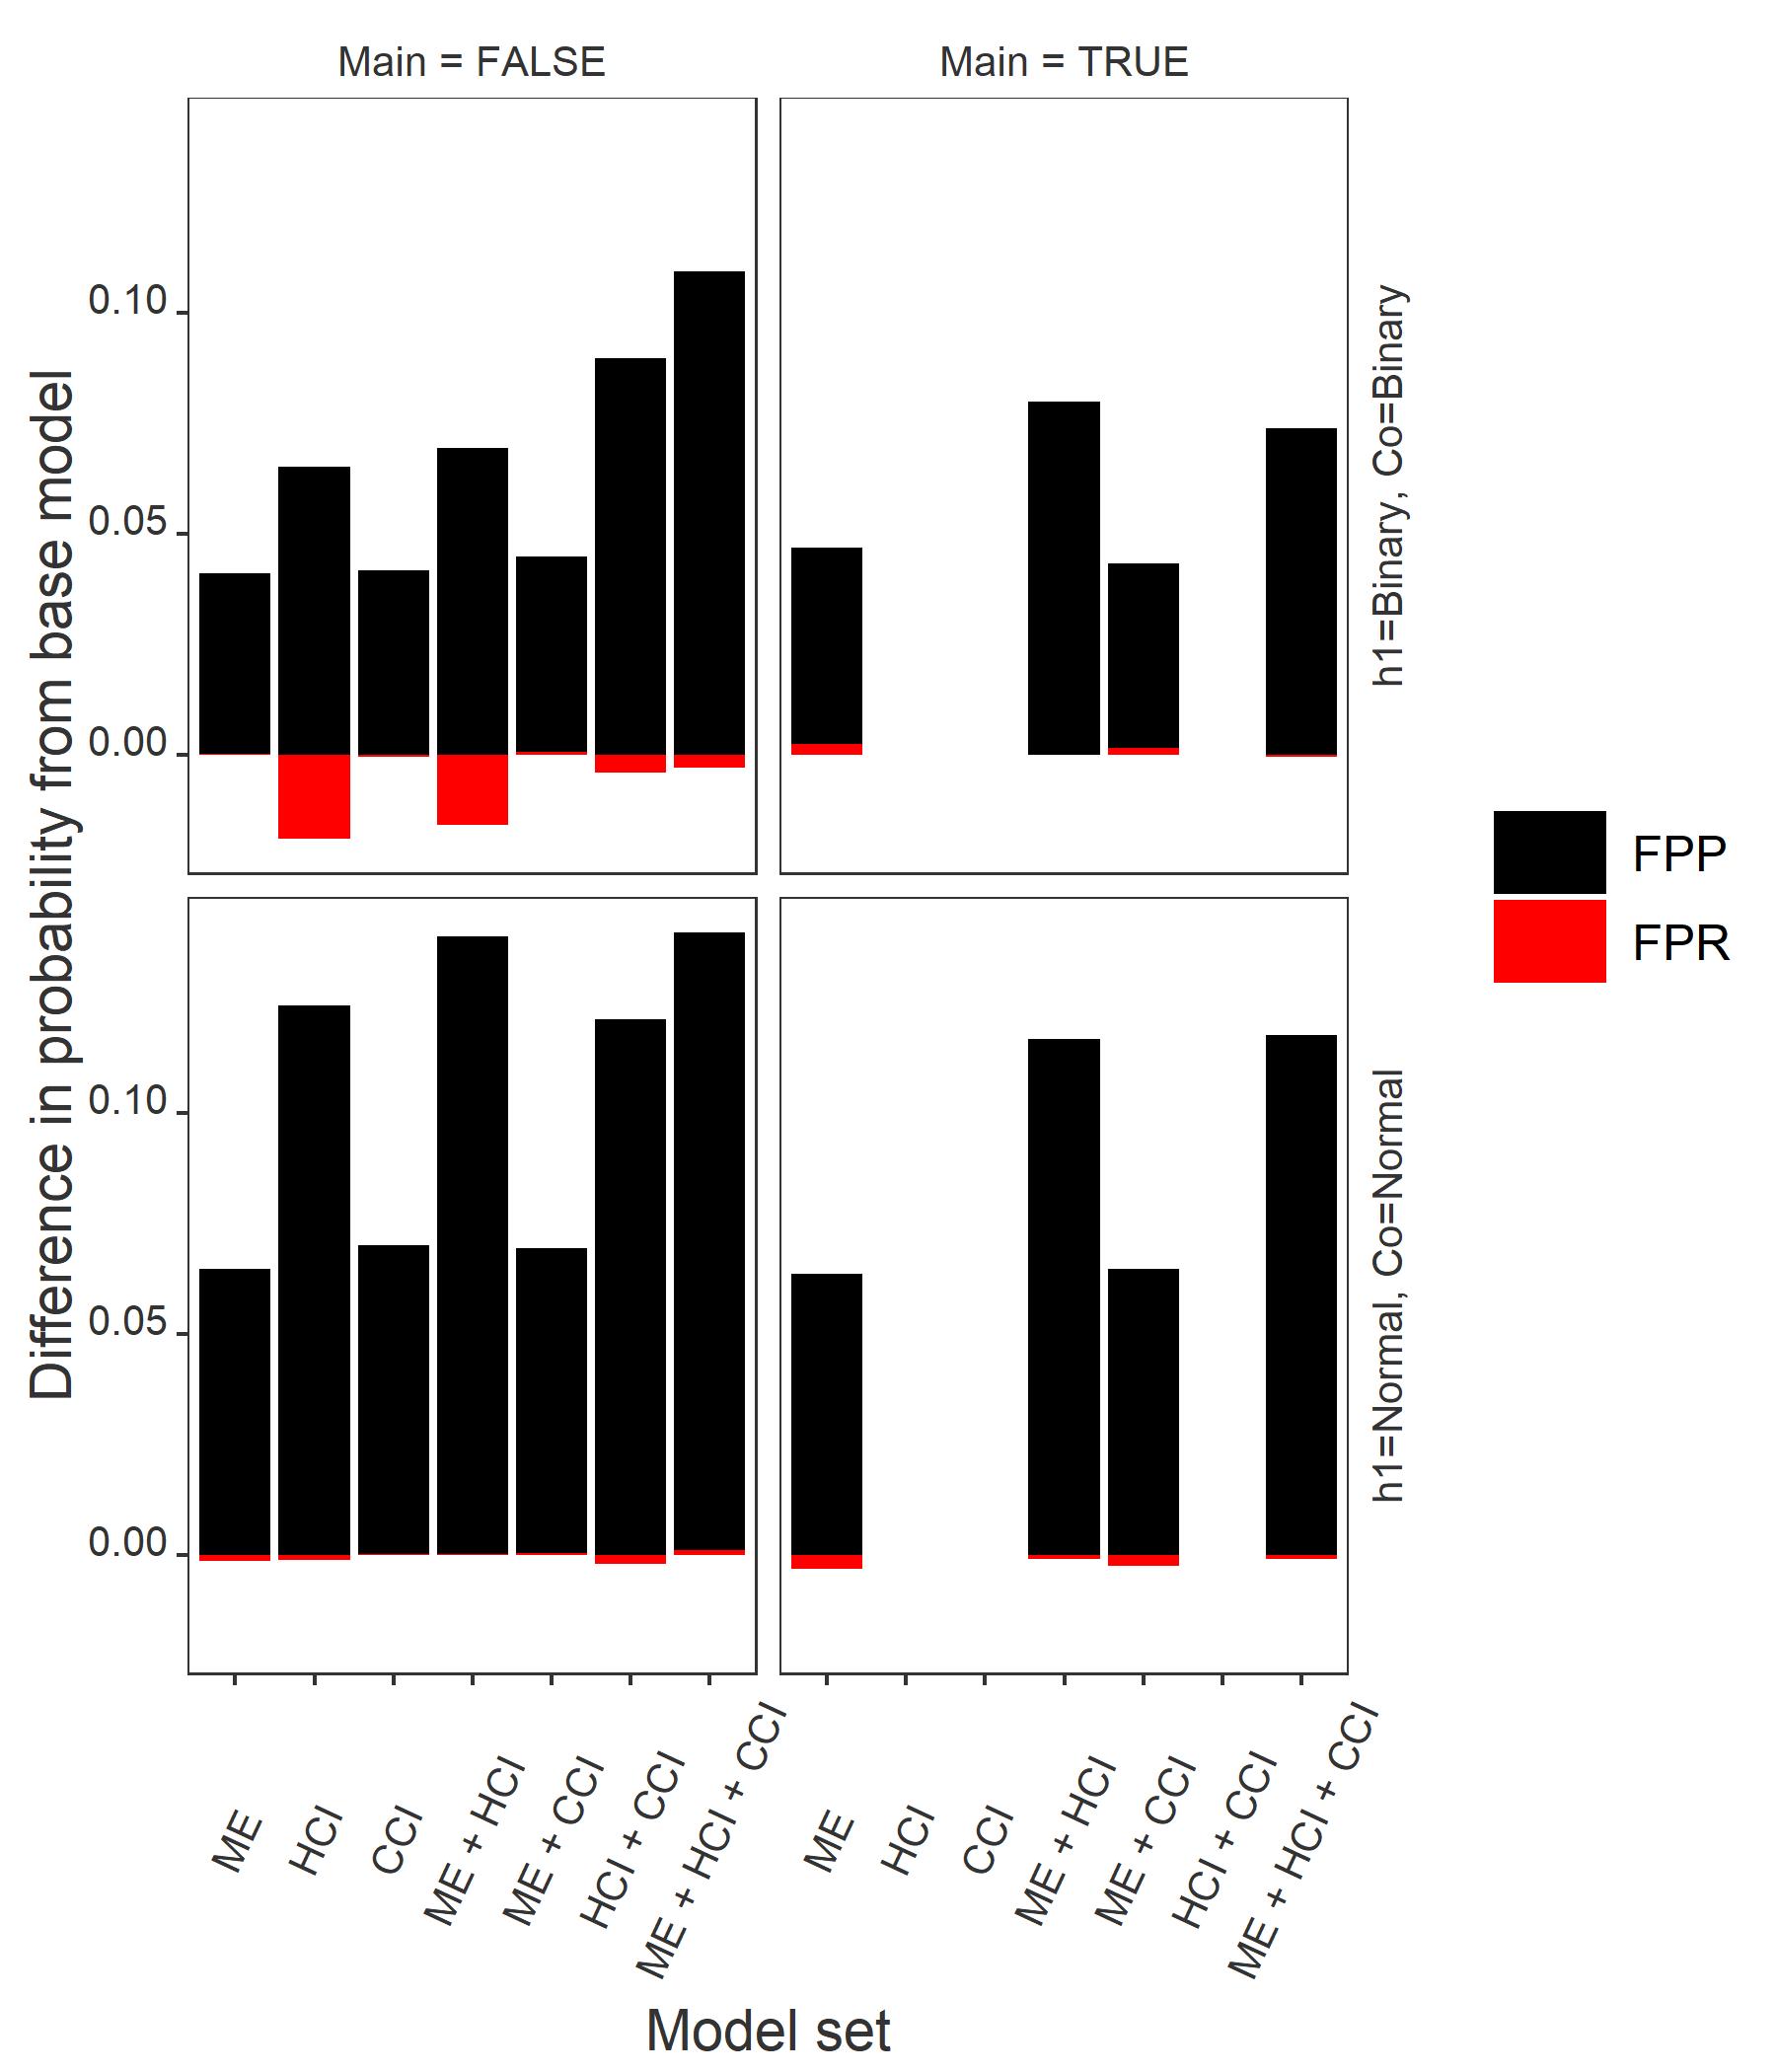 Main = FALSE
Main = TRUE
Difference in probability from base model
0.10
0.05
0.00
h1=Binary, Co=Binary
0.10
0.05
0.00
h1=Normal, Co=Normal
FPP
FPR
ME
HCI
CCI
ME + HCI
ME + CCI
HCI + CCI
ME + HCI + CCI
ME
HCI
CCI
ME + HCI
ME + CCI
HCI + CCI
ME + HCI + CCI
Model set